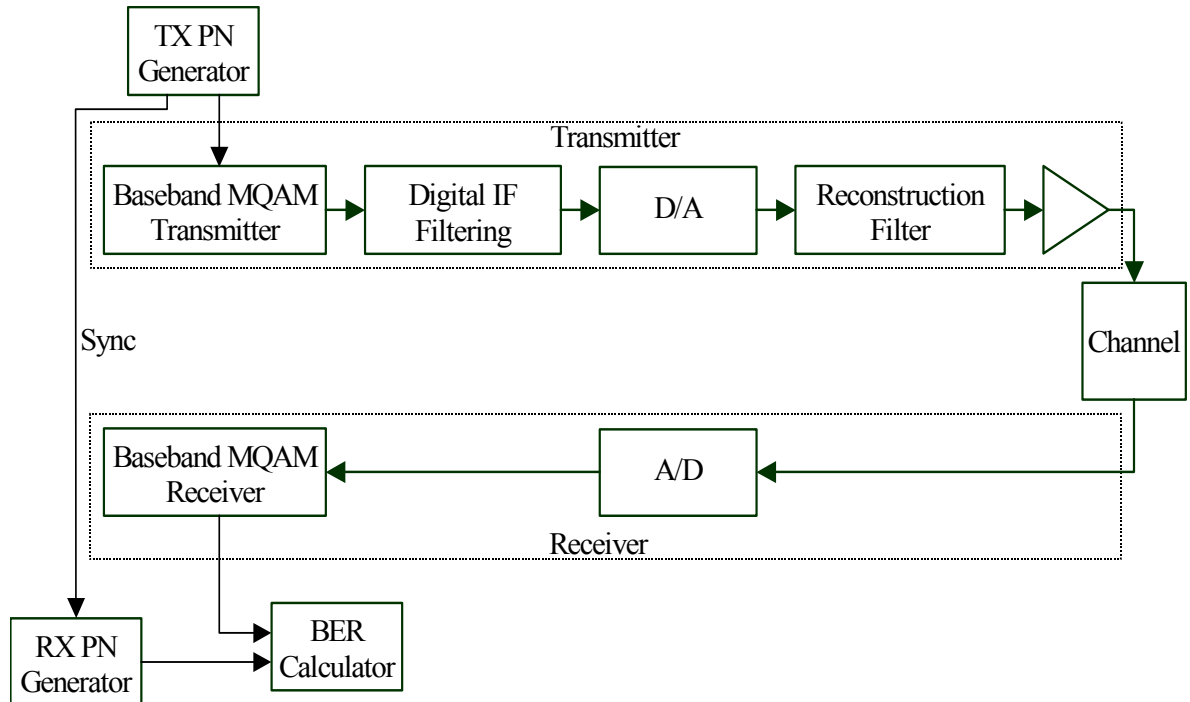 TX PN
Generator
Transmitter
Baseband MQAM
Transmitter
Digital IF
Filtering
D/A
Reconstruction
Filter
Sync
Channel
Baseband MQAM
Receiver
A/D
Receiver
RX PN
Generator
BER
Calculator